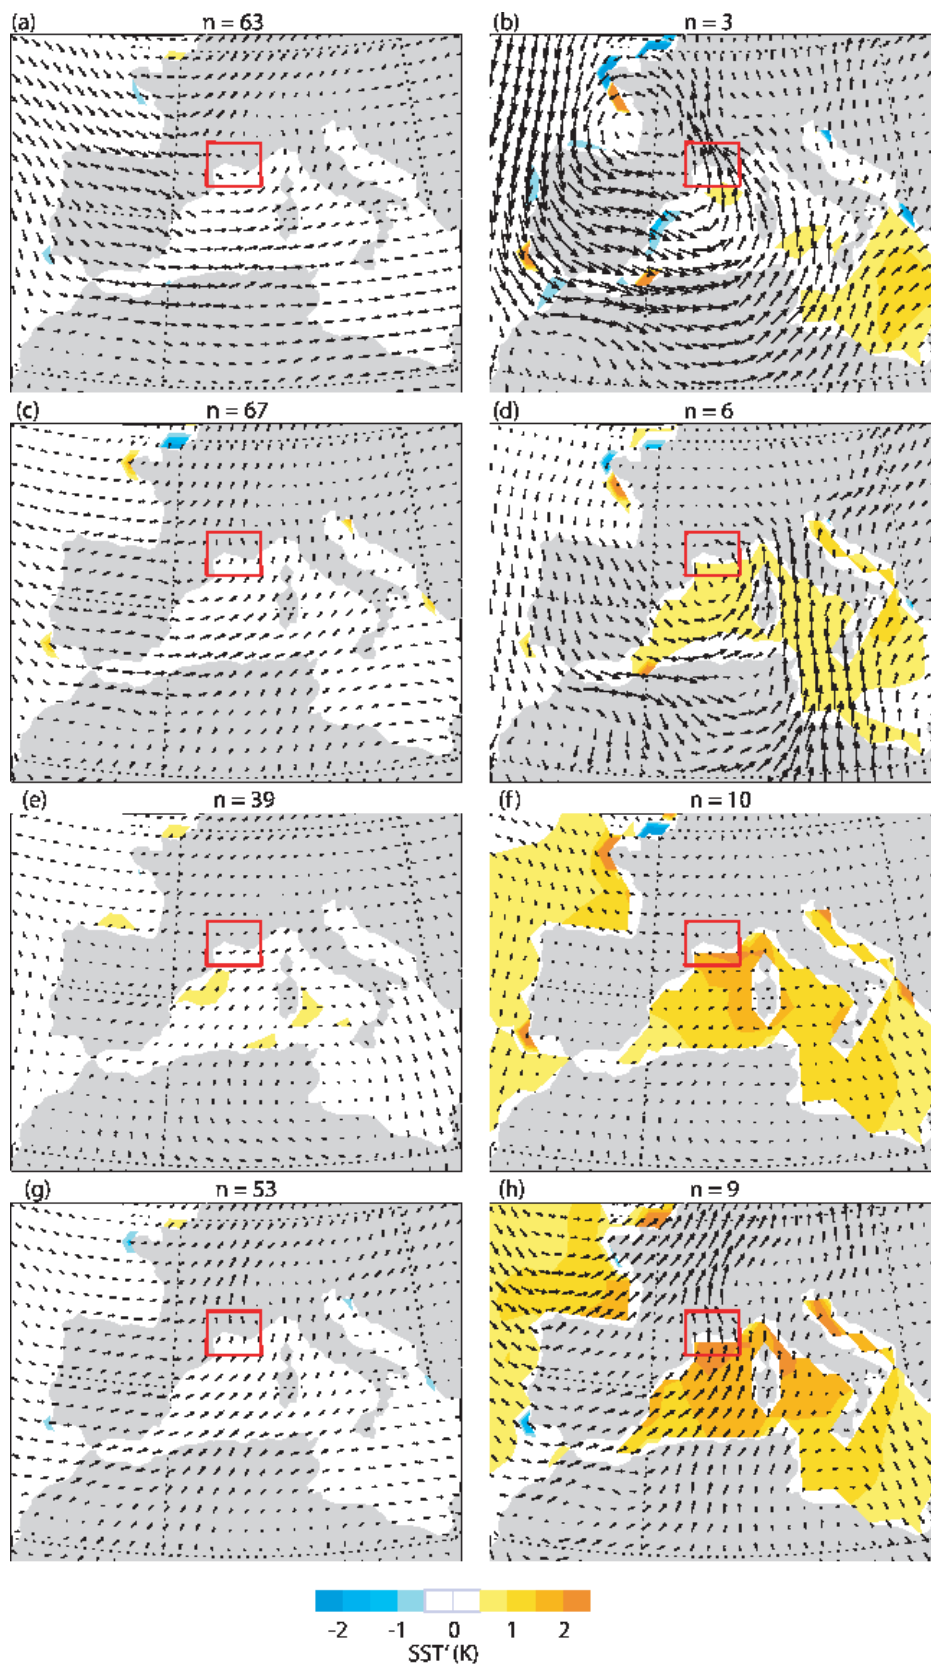 (a) n = 63
(b) n = 3
(c) n = 67
(d) n = 6
(e) n = 39
(f) n = 10
(g) n = 53
(h) n = 9
-2 -1 0 1 2
SST' (K)